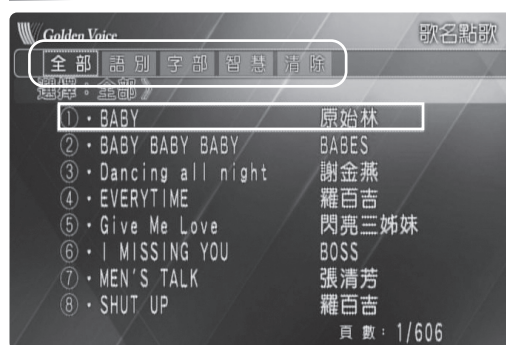 Golden Voice 歌名點歌
全部 語別 字部 智慧 清除
選擇：全部》
①・BABY 原始林
②・BABY BABY BABY BABES
③・Dancing all night 謝金燕
④・EVERYTIME 羅百吉
⑤・Give Me Love 閃亮三姊妹
⑥・I MISSING YOU BOSS
⑦・MEN'S TALK 張清芳
⑧・SHUT UP 羅百吉
頁數：1/606